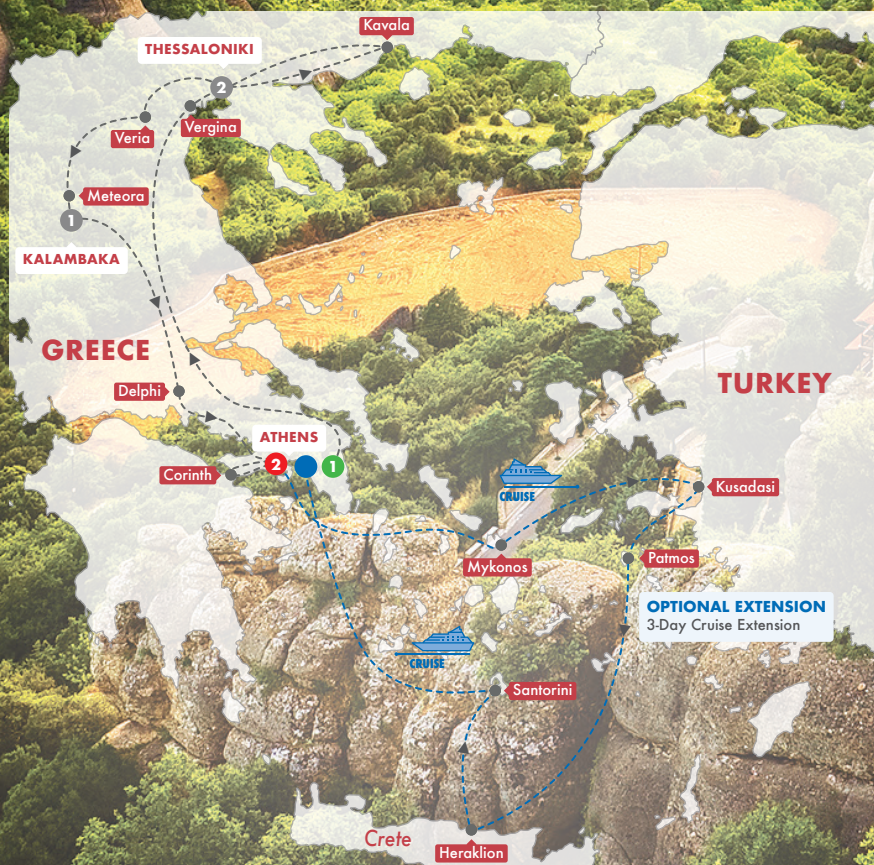 Kavala
THESSALONIKI
2
Vergina
Veria
Meteora
1
KALAMBAKA
GREECE
TURKEY
Delphi
ATHENS
2
1
Corinth
CRUISE
Kusadasi
Mykonos
Patmos
OPTIONAL EXTENSION
3-Day Cruise Extension
CRUISE
Santorini
Crete
Heraklion